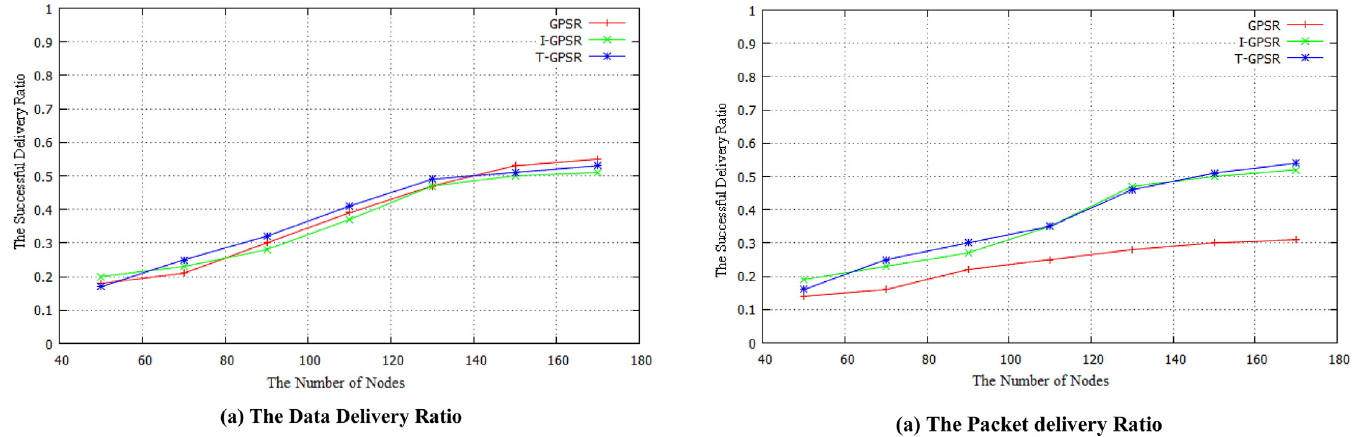 GPSR
I-GPSR
T-GPSR
The Successful Delivery Ratio
1
0.9
0.8
0.7
0.6
0.5
0.4
0.3
0.2
0.1
0
40 60 80 100 120 140 160 180
The Number of Nodes
(a) The Data Delivery Ratio
GPSR
I-GPSR
T-GPSR
The Successful Delivery Ratio
1
0.9
0.8
0.7
0.6
0.5
0.4
0.3
0.2
0.1
0
40 60 80 100 120 140 160 180
The Number of Nodes
(a) The Packet delivery Ratio